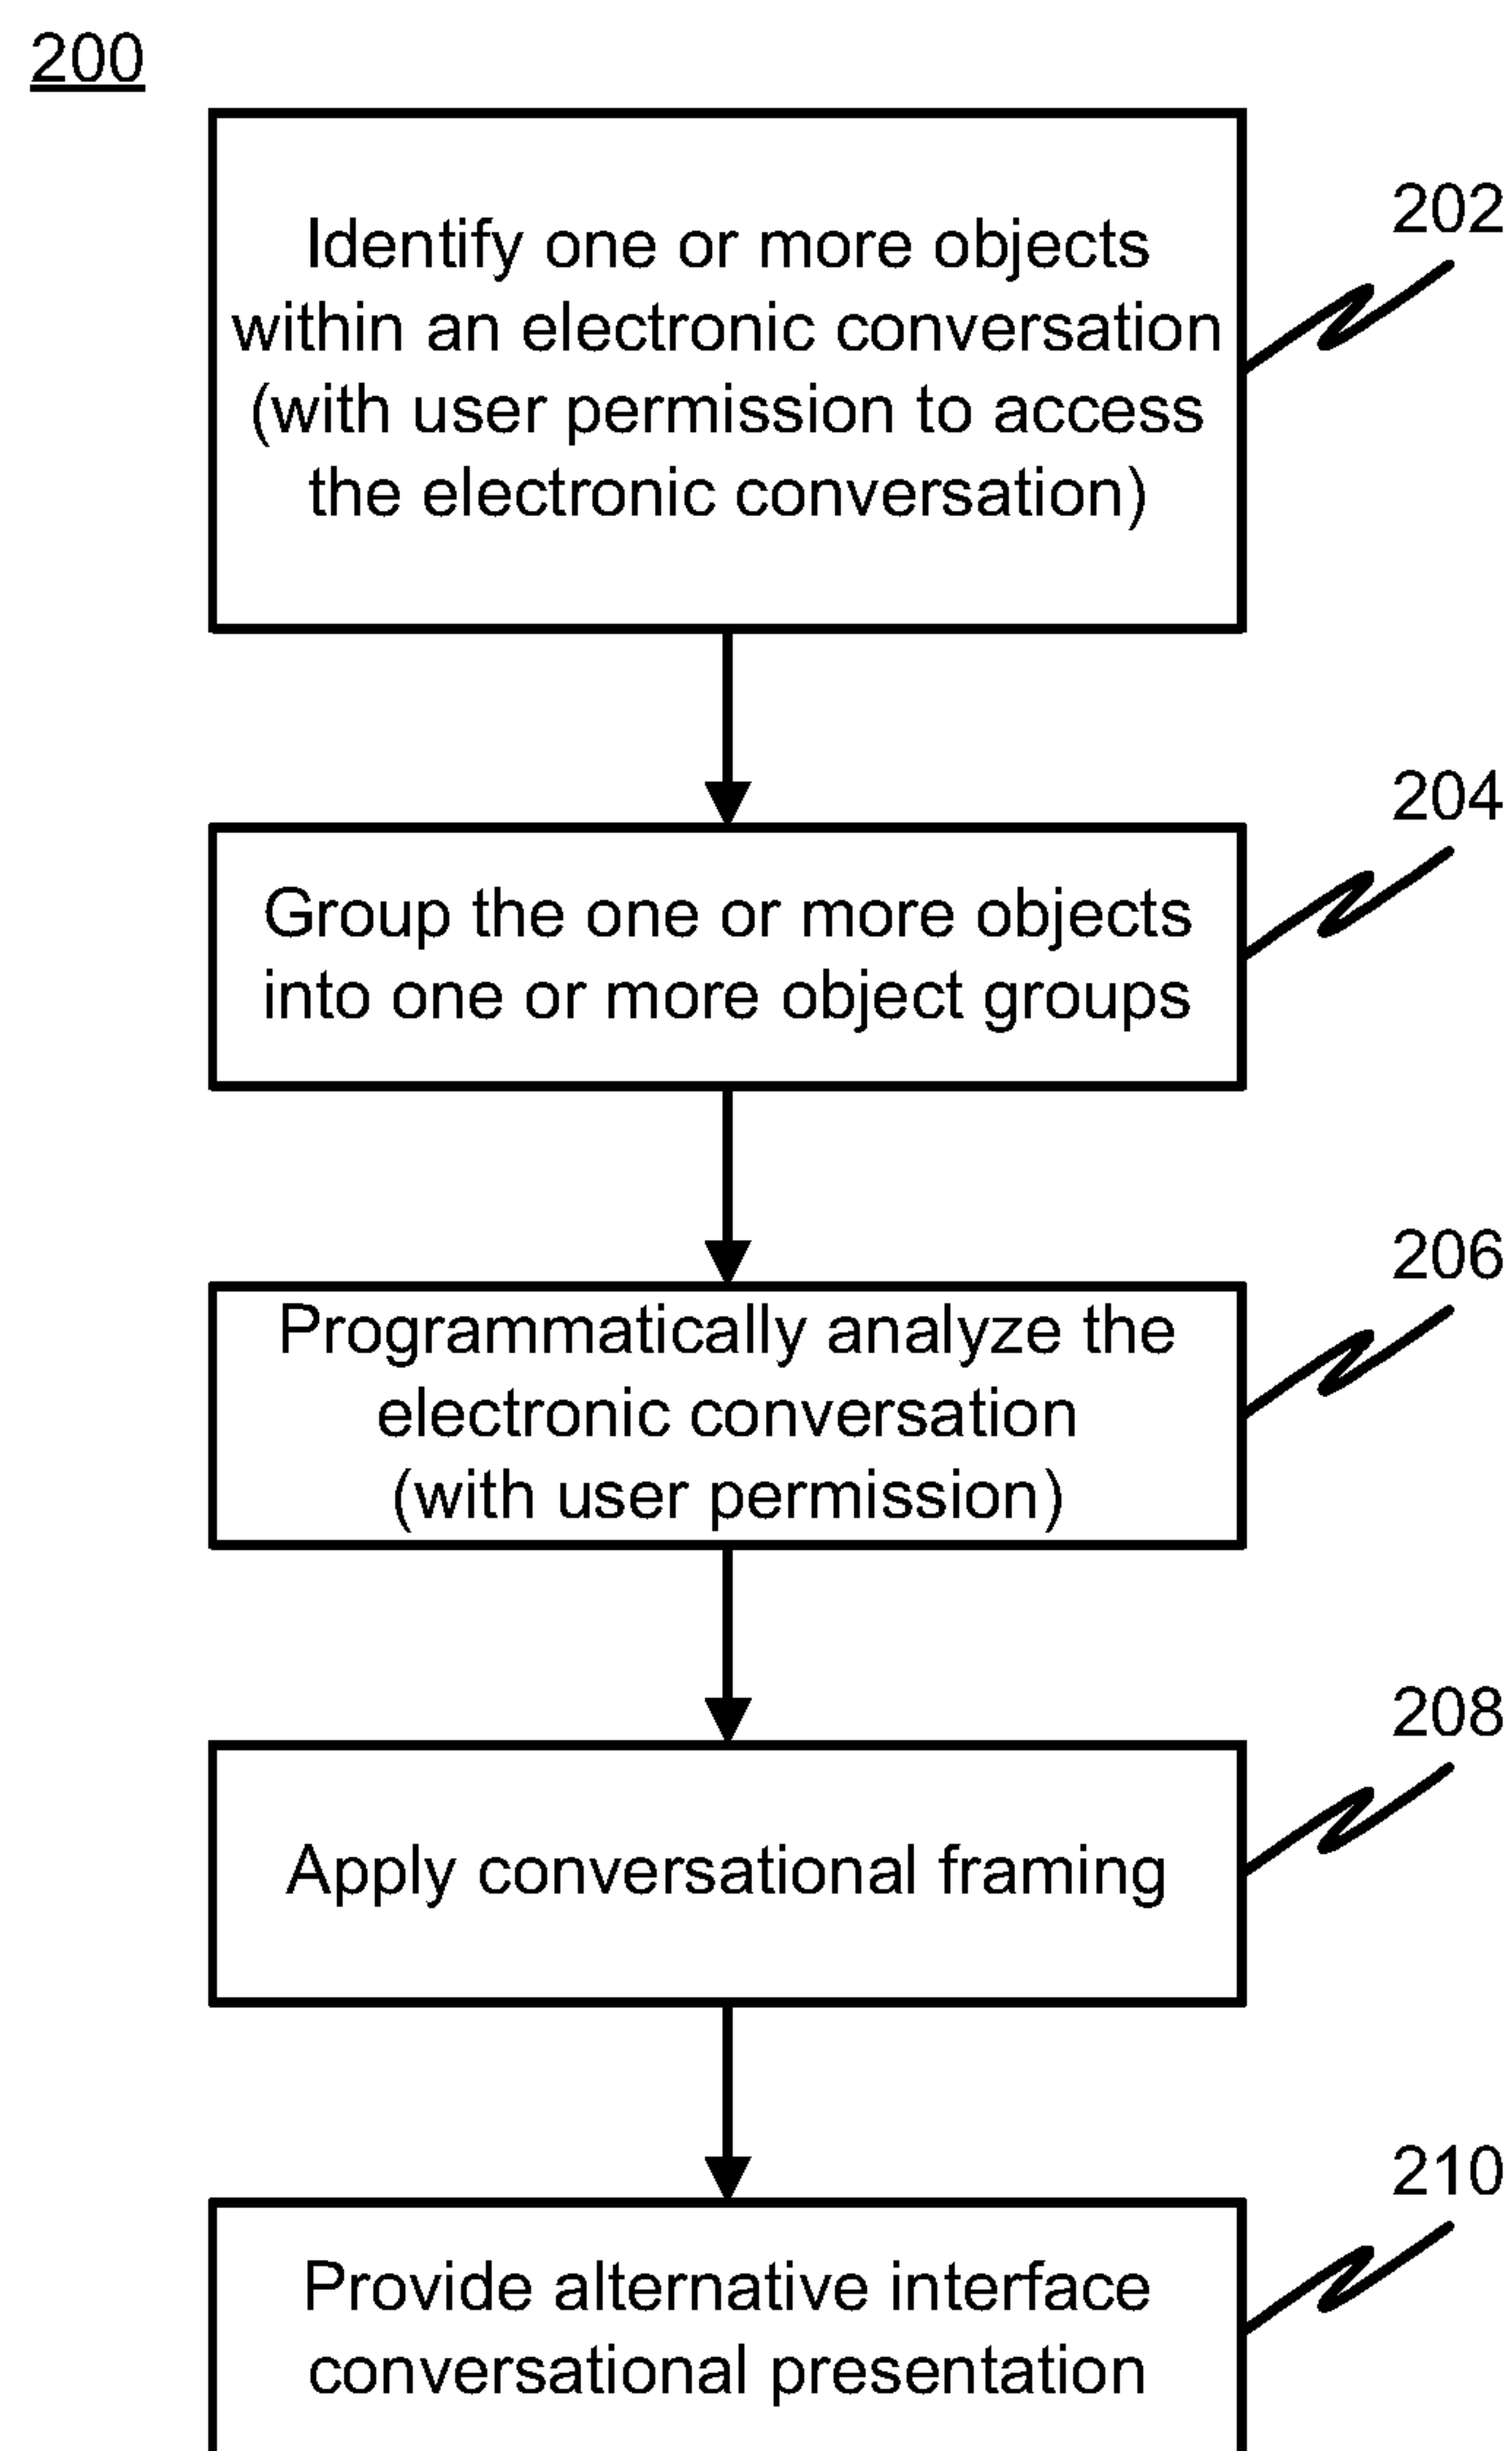 200
202
Identify one or more objects
within an electronic conversation
(with user permission to access
the electronic conversation)
204
Group the one or more objects
into one or more object groups
206
Programmatically analyze the
electronic conversation
(with user permission)
208
Apply conversational framing
210
Provide alternative interface
conversational presentation